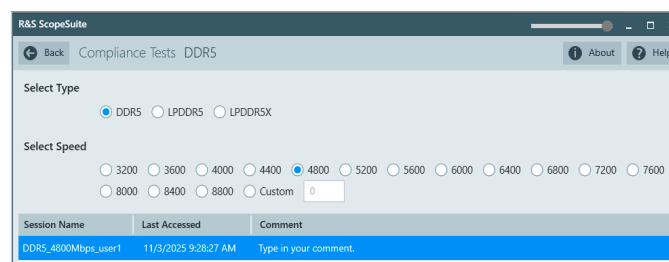 R&S ScopeSuite
Back Compliance Tests DDR5 About Help
Select Type
DDR5 LPDDR5 LPDDR5X
Select Speed
3200 3600 4000 4400 4800 5200 5600 6000 6400 6800 7200 7600
8000 8400 8800 Custom 0
Session Name Last Accessed Comment
DDR5_4800Mbps_user1 11/3/2025 9:28:27 AM Type in your comment.